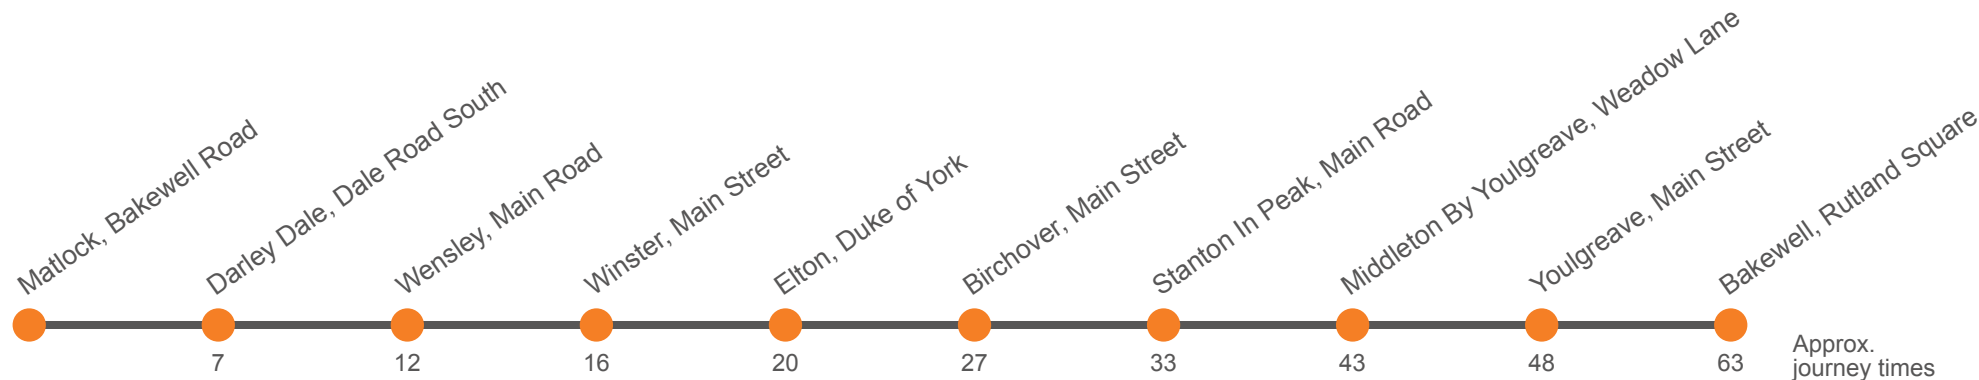 Matlock, Bakewell Road
Darley Dale, Dale Road South
Wensley, Main Road
Winster, Main Street
Elton, Duke of York
Birchover, Main Street
Stanton In Peak, Main Road
Middleton By Youlgreave, Weadow Lane
Youlgreave, Main Street
Bakewell, Rutland Square
7
12
16
20
27
33
43
48
63
Approx.
journey times